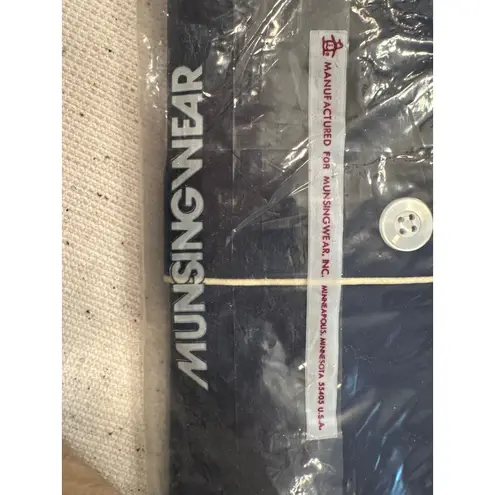 MUNSINGWEAR
MANUFACTURED FOR MUNSINGWEAR, INC. MINNEAPOLIS, MINNESOTA 55405 U.S.A.